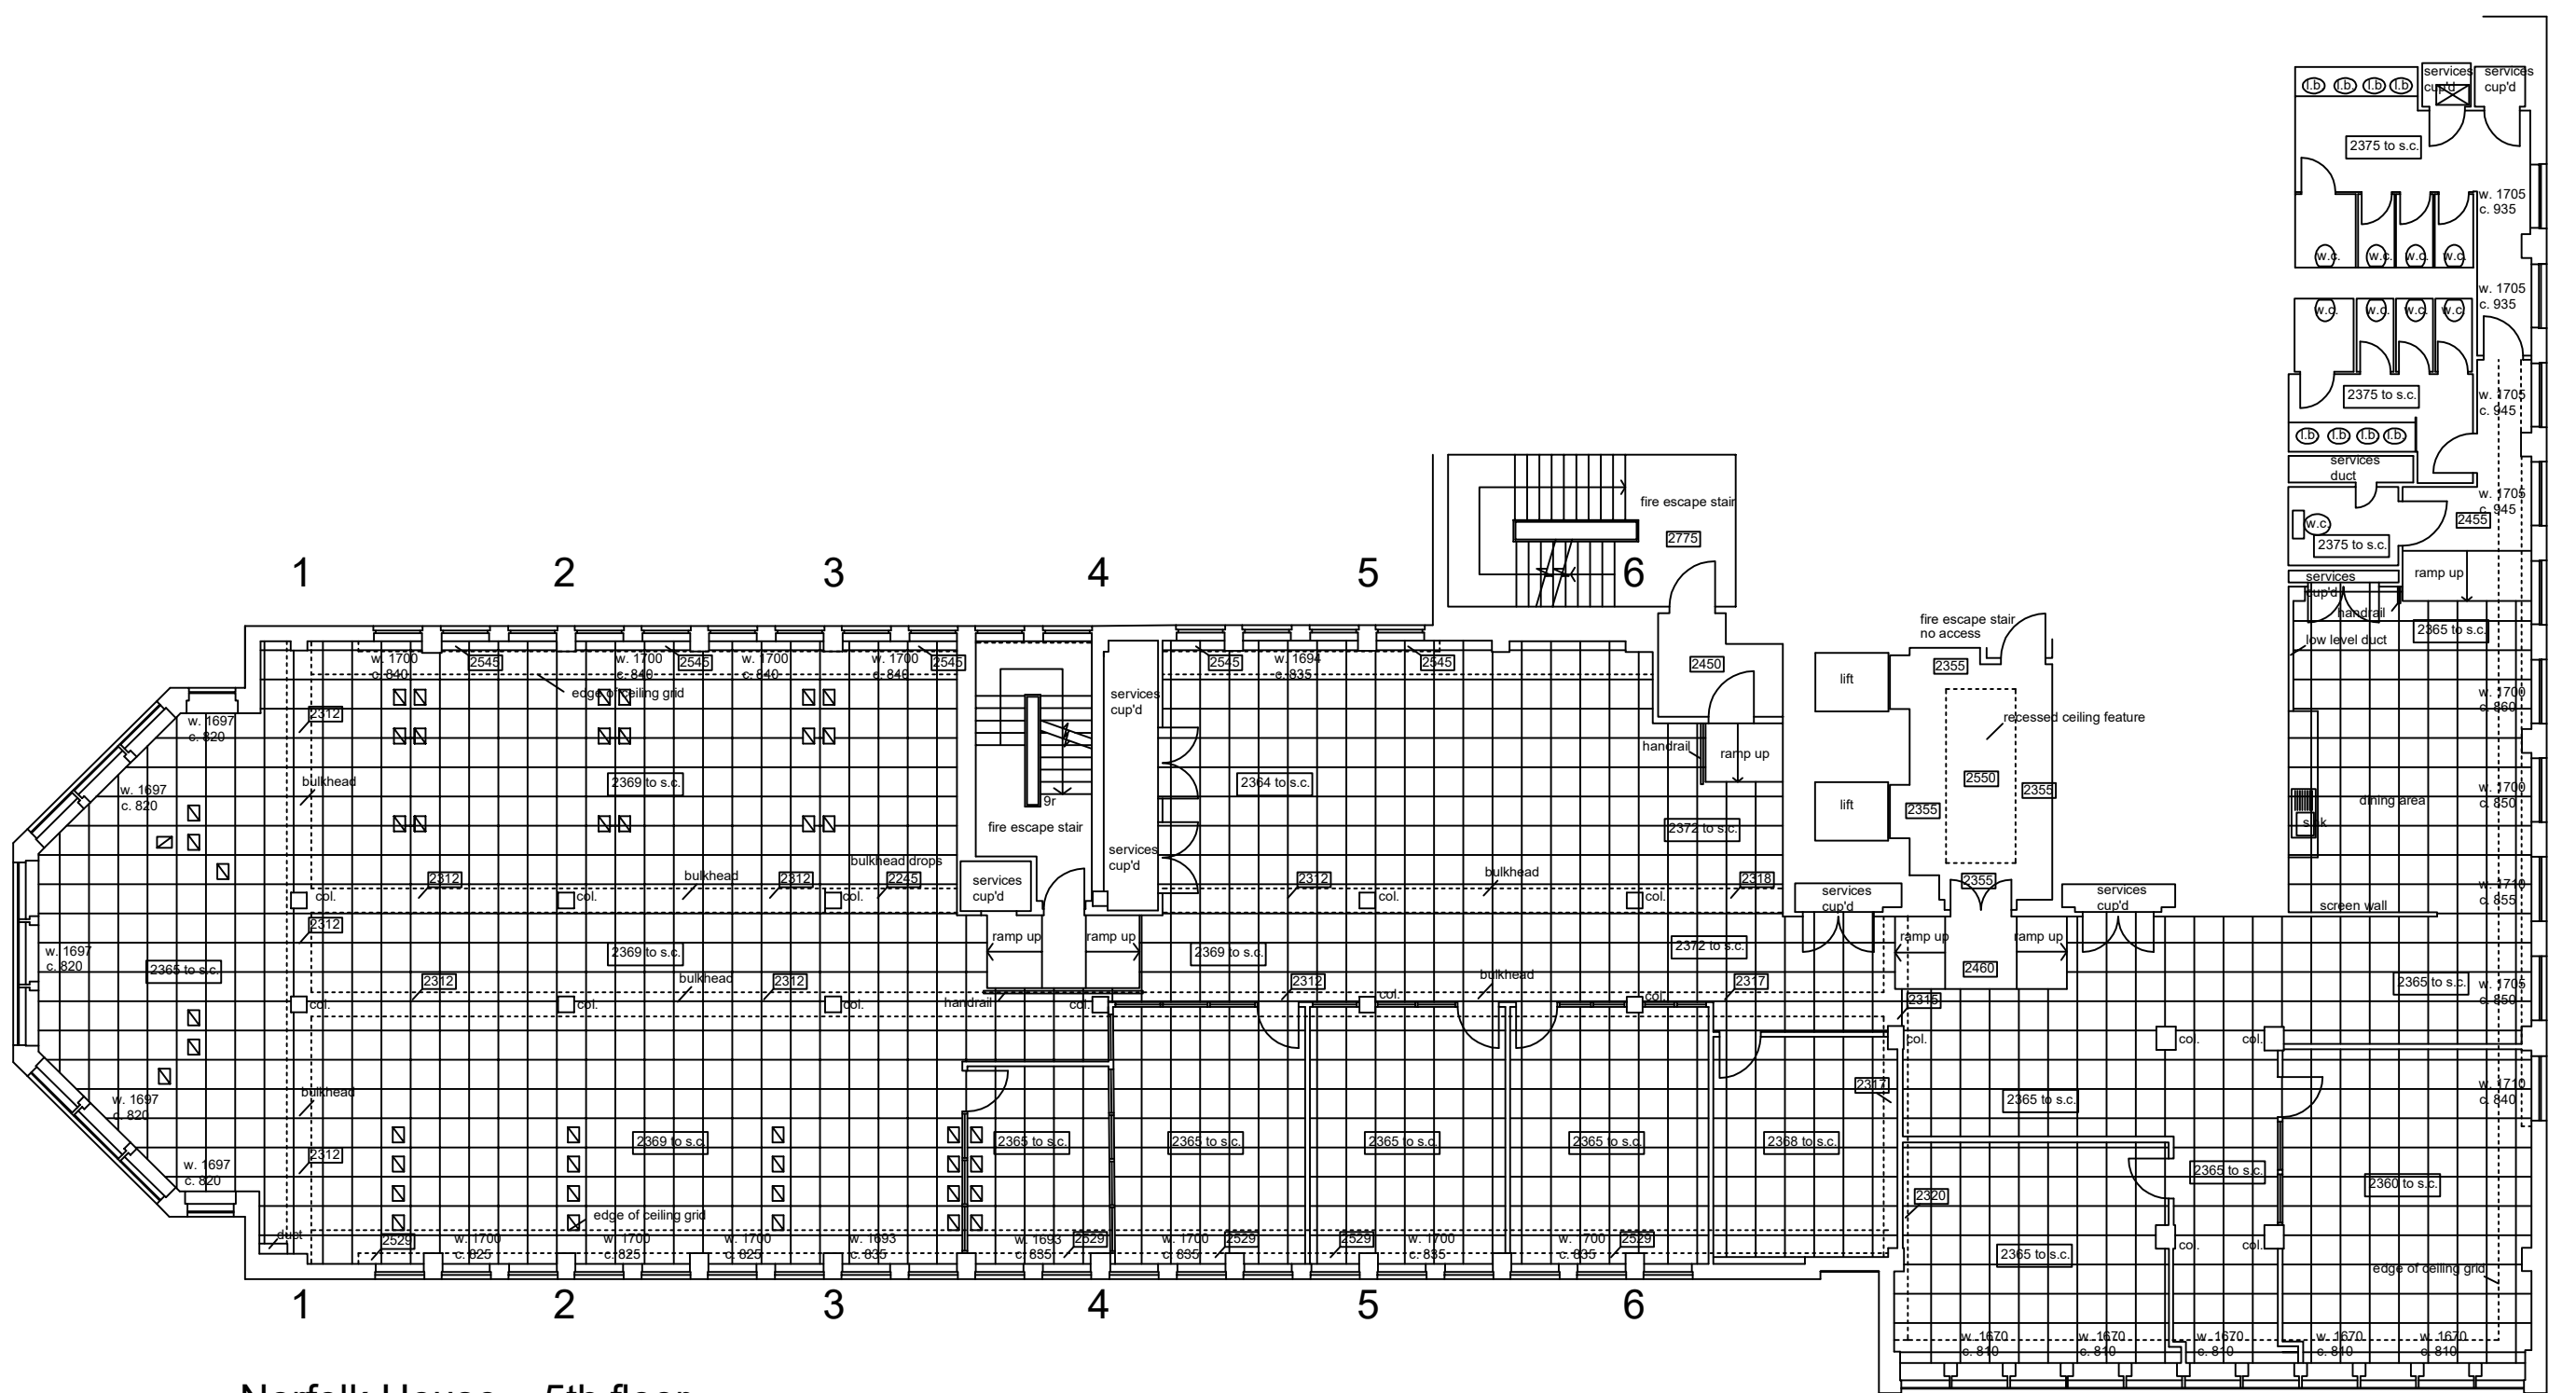 l.b
l.b.
l.b
l.b
services
cup'd
services
cup'd
2375 to s.c.
w. 1705
c. 935
w.c.
w.c.
w.c.
w.c.
w. 1705
c. 935
w.c.
w.c.
w.c.
w.c.
2375 to s.c.
w. 1705
c. 945
l.b
l.b
l.b
l.b
services
duct
w. 1705
c. 945
2455
w.c.
2375 to s.c.
fire escape stair
2775
1
2
3
4
5
6
services
cup'd
ramp up
handrail
2365 to s.c.
low level duct
fire escape stair
no access
w. 1700
c. 840
2545
w. 1700
c. 840
2545
w. 1700
c. 840
w. 1700
c. 840
2545
2545
w. 1694
c. 835
2545
2450
lift
2355
edge of ceiling grid
services
cup'd
w. 1700
c. 860
2312
w. 1697
c. 820
recessed ceiling feature
handrail
ramp up
bulkhead
2369 to s.c.
2364 to s.c.
2550
2355
w. 1697
c. 820
9r
lift
2355
dining area
w. 1700
c. 850
sink
fire escape stair
2372 to s.c.
services
cup'd
bulkhead drops
2312
bulkhead
2312
2245
services
cup'd
2312
bulkhead
2318
2355
services
cup'd
services
cup'd
w. 1710
c. 855
col.
col.
col.
col.
col.
screen wall
2312
ramp up
ramp up
ramp up
ramp up
w. 1697
c. 820
2365 to s.c.
2369 to s.c.
2369 to s.c.
2372 to s.c.
2460
2312
bulkhead
2312
2312
bulkhead
2317
2365 to s.c.
w. 1705
c. 850
col.
col.
col.
handrail
col.
col.
col.
2315
col.
col.
col.
bulkhead
w. 1697
c. 820
2317
2365 to s.c.
w. 1710
c. 840
2312
2369 to s.c.
2365 to s.c.
2365 to s.c.
2365 to s.c.
2365 to s.c.
2368 to s.c.
w. 1697
c. 820
2365 to s.c.
2360 to s.c.
2320
edge of ceiling grid
duct
2529
w. 1700
c. 825
w. 1700
c. 825
w. 1700
c. 825
w. 1693
c. 835
w. 1693
c. 835
2529
w. 1700
c. 835
2529
2529
w. 1700
c. 835
w. 1700
c. 835
2529
2365 to s.c.
col.
col.
edge of ceiling grid
1
2
3
4
5
6
w. 1670
c. 810
w. 1670
c. 810
w. 1670
c. 810
w. 1670
c. 810
w. 1670
c. 810
Norfolk House - 5th floor